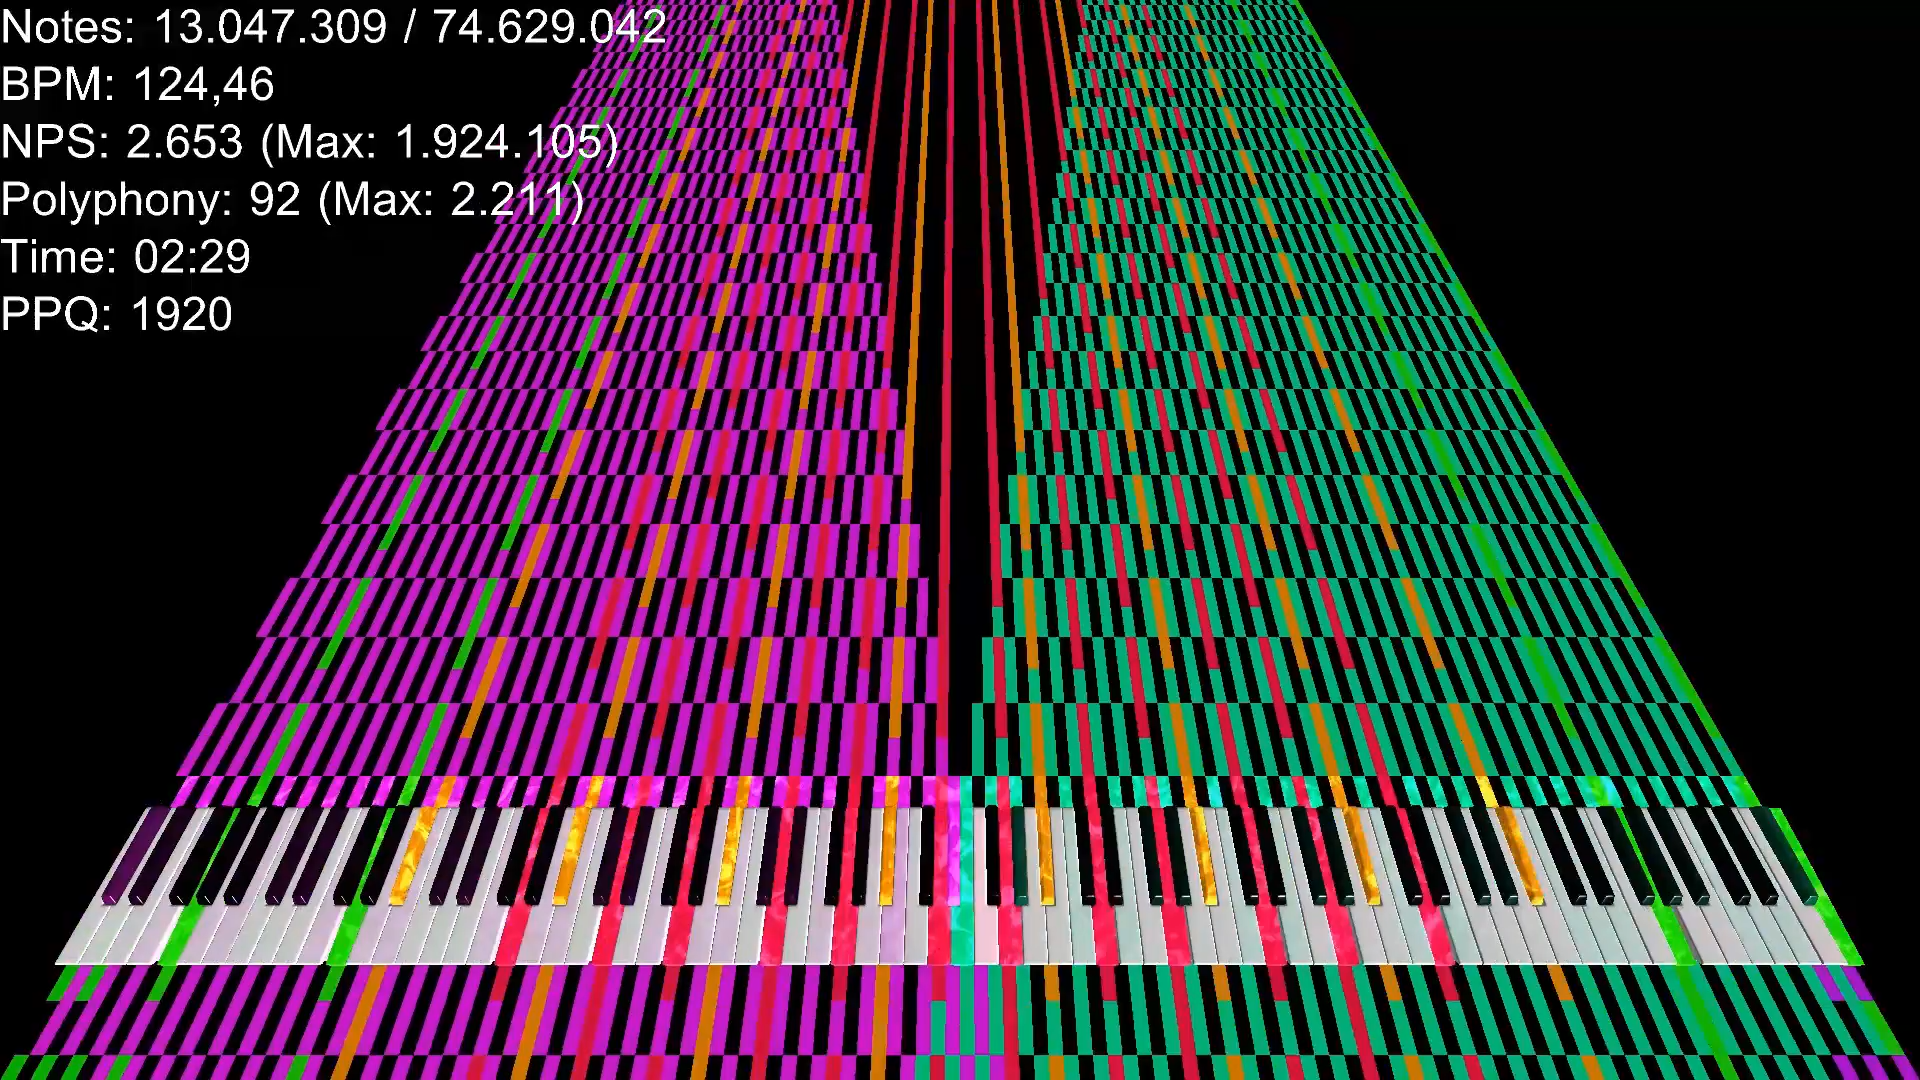 Notes: 13.047.309 / 74.629.042
BPM: 124,46
NPS: 2.653 (Max: 1.924.105)
Polyphony: 92 (Max: 2.211)
Time: 02:29
PPQ: 1920